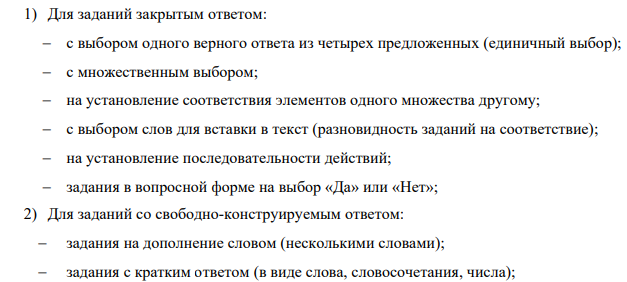 1) Для заданий закрытым ответом:
− с выбором одного верного ответа из четырех предложенных (единичный выбор);
− с множественным выбором;
− на установление соответствия элементов одного множества другому;
− с выбором слов для вставки в текст (разновидность заданий на соответствие);
− на установление последовательности действий;
− задания в вопросной форме на выбор «Да» или «Нет»;
2) Для заданий со свободно-конструируемым ответом:
− задания на дополнение словом (несколькими словами);
− задания с кратким ответом (в виде слова, словосочетания, числа);